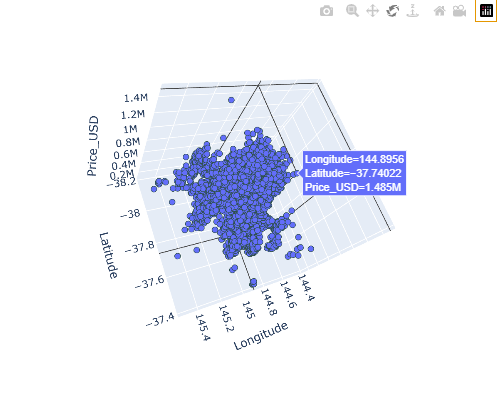 1.4M
1.2M
1M
0.8M
0.6M
0.4M
0.2M
Price_USD
−38.2
−38
−37.8
−37.6
−37.4
Latitude
145.4
145.2
145
144.8
144.6
144.4
Longitude
Longitude=144.8956
Latitude=−37.74022
Price_USD=1.485M